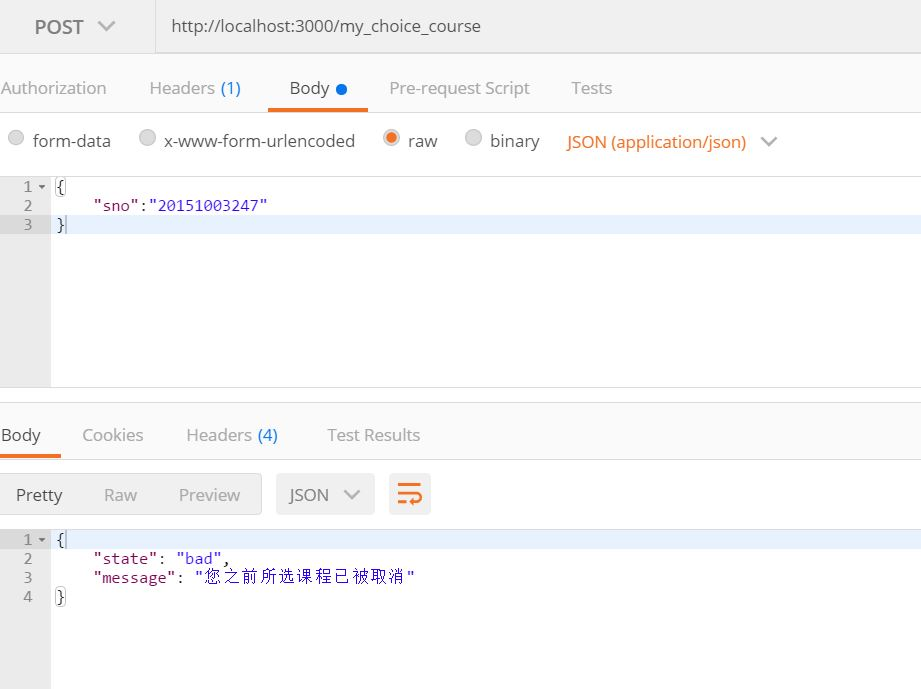 POST http://localhost:3000/my_choice_course
Authorization Headers (1) Body Pre-request Script Tests
form-data x-www-form-urlencoded raw binary JSON (application/json)
1 {
2 "sno":"20151003247"
3 }
Body Cookies Headers (4) Test Results
Pretty Raw Preview JSON
1 {
2 "state": "bad",
3 "message": "您之前所选课程已被取消"
4 }